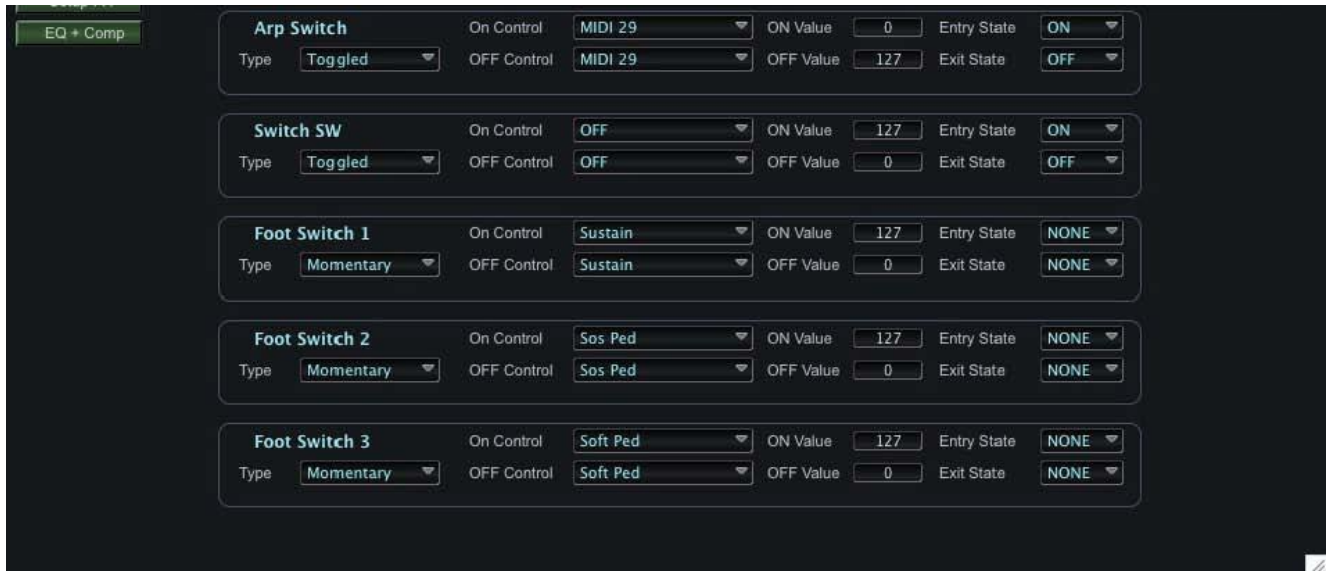 EQ + Comp
Arp Switch On Control MIDI 29 ON Value 0 Entry State ON
Type Toggled OFF Control MIDI 29 OFF Value 127 Exit State OFF
Switch SW On Control OFF ON Value 127 Entry State ON
Type Toggled OFF Control OFF OFF Value 0 Exit State OFF
Foot Switch 1 On Control Sustain ON Value 127 Entry State NONE
Type Momentary OFF Control Sustain OFF Value 0 Exit State NONE
Foot Switch 2 On Control Sos Ped ON Value 127 Entry State NONE
Type Momentary OFF Control Sos Ped OFF Value 0 Exit State NONE
Foot Switch 3 On Control Soft Ped ON Value 127 Entry State NONE
Type Momentary OFF Control Soft Ped OFF Value 0 Exit State NONE